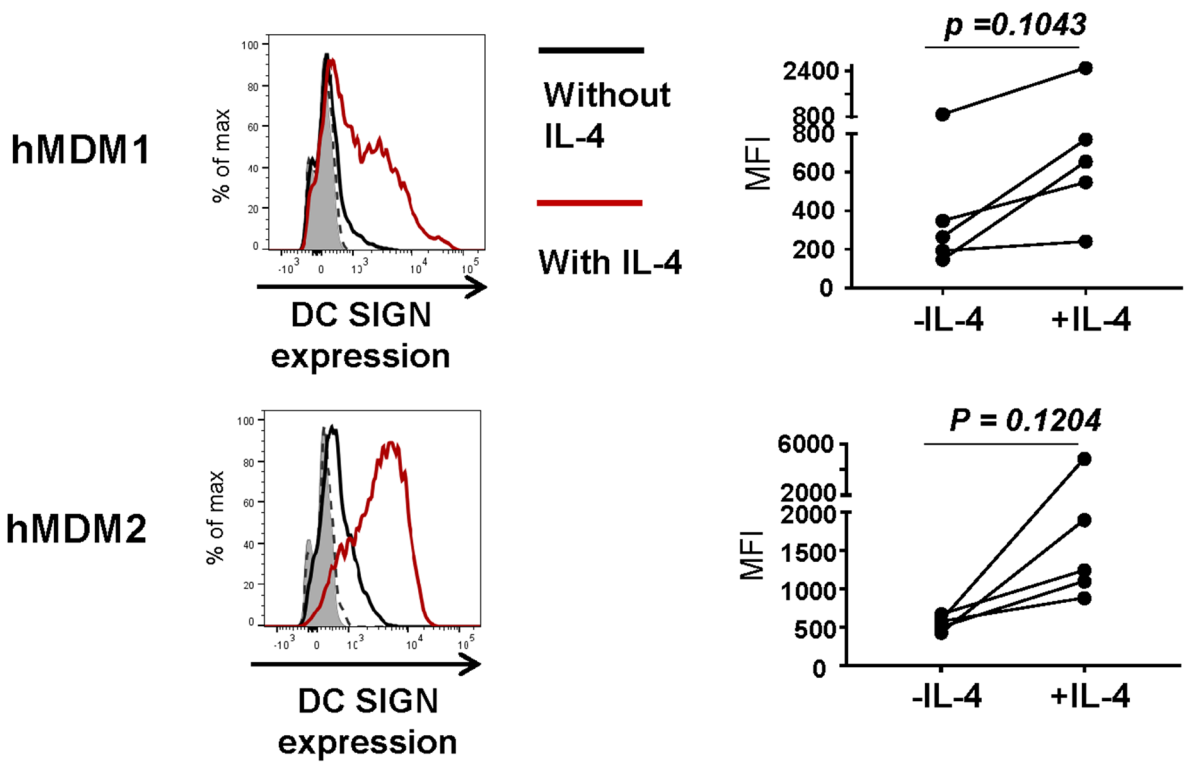 hMDM1
% of max
100
80
60
40
20
0
-10³ 0 10³ 10⁴ 10⁵
DC SIGN
expression
Without
IL-4
With IL-4
p =0.1043
MFI
2400
800
800
600
400
200
0
-IL-4 +IL-4
hMDM2
% of max
100
80
60
40
20
0
-10³ 0 10³ 10⁴ 10⁵
DC SIGN
expression
P = 0.1204
MFI
6000
2000
2000
1500
1000
500
0
-IL-4 +IL-4